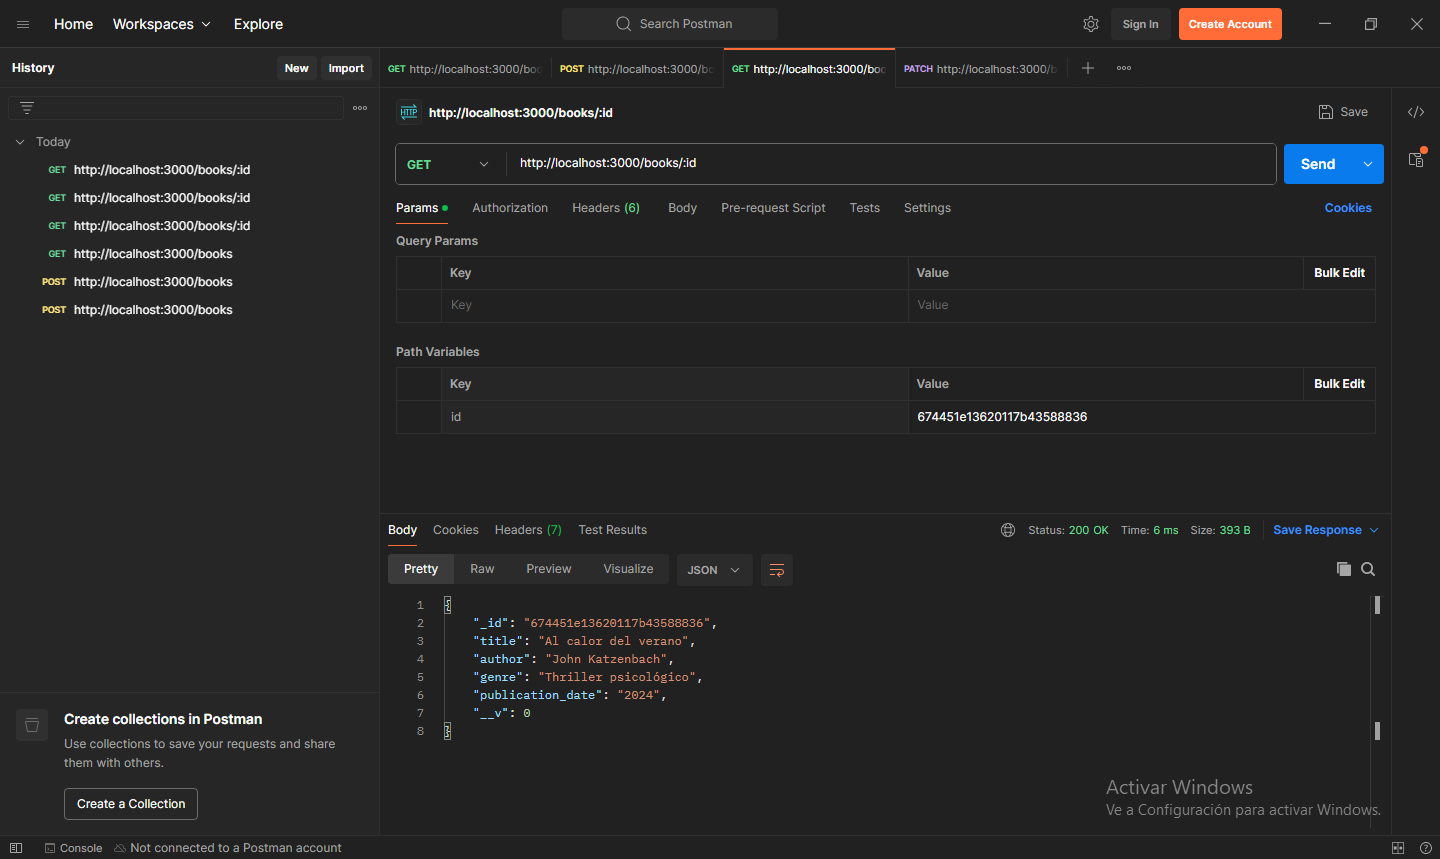 Home Workspaces Explore Search Postman Sign In Create Account
History New Import
GET http://localhost:3000/boo POST http://localhost:3000/b GET http://localhost:3000/boo PATCH http://localhost:3000/b
HTTP http://localhost:3000/books/:id Save
Today
GET http://localhost:3000/books/:id
GET http://localhost:3000/books/:id
GET http://localhost:3000/books/:id
GET http://localhost:3000/books
POST http://localhost:3000/books
POST http://localhost:3000/books
GET http://localhost:3000/books/:id Send
Params Authorization Headers (6) Body Pre-request Script Tests Settings Cookies
Query Params
Key Value Bulk Edit
Key Value
Path Variables
Key Value Bulk Edit
id 674451e13620117b43588836
Body Cookies Headers (7) Test Results Status: 200 OK Time: 6 ms Size: 393 B Save Response
Pretty Raw Preview Visualize JSON
1 {
2 "_id": "674451e13620117b43588836",
3 "title": "Al calor del verano",
4 "author": "John Katzenbach",
5 "genre": "Thriller psicológico",
6 "publication_date": "2024",
7 "__v": 0
8 }
Create collections in Postman
Use collections to save your requests and share
them with others.
Create a Collection
Activar Windows
Ve a Configuración para activar Windows.
Console Not connected to a Postman account